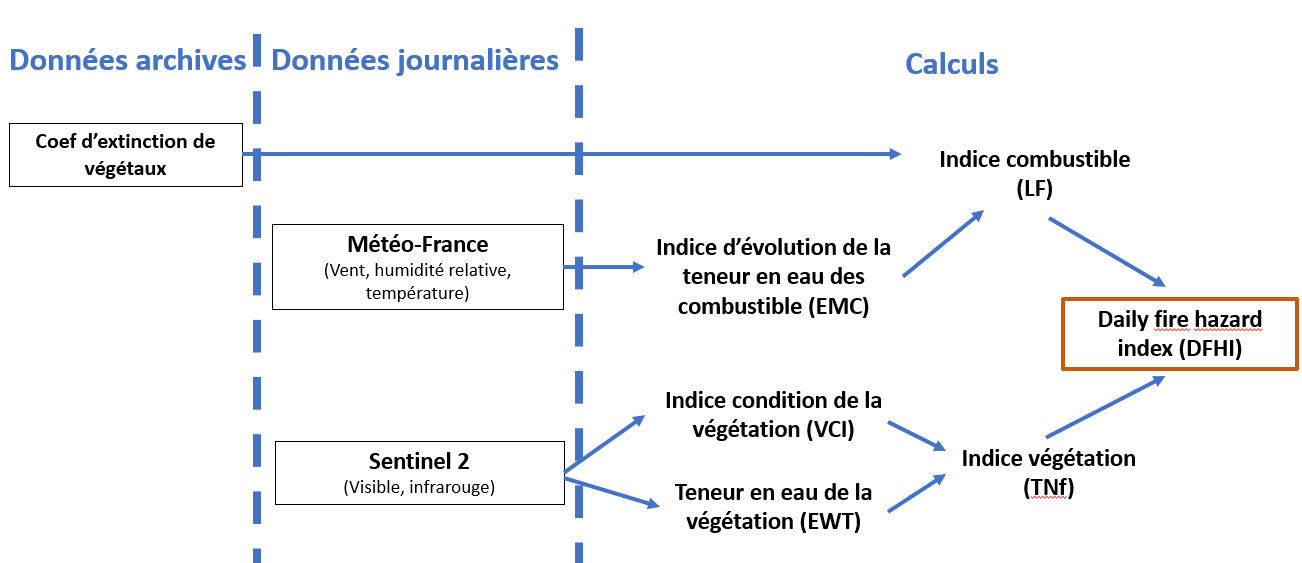 Données archives
Données journalières
Calculs
Coef d’extinction de
végétaux
Indice combustible
(LF)
Météo-France
(Vent, humidité relative,
température)
Indice d’évolution de la
teneur en eau des
combustible (EMC)
Daily fire hazard
index (DFHI)
Indice condition de la
végétation (VCI)
Sentinel 2
(Visible, infrarouge)
Teneur en eau de la
végétation (EWT)
Indice végétation
(TNf)